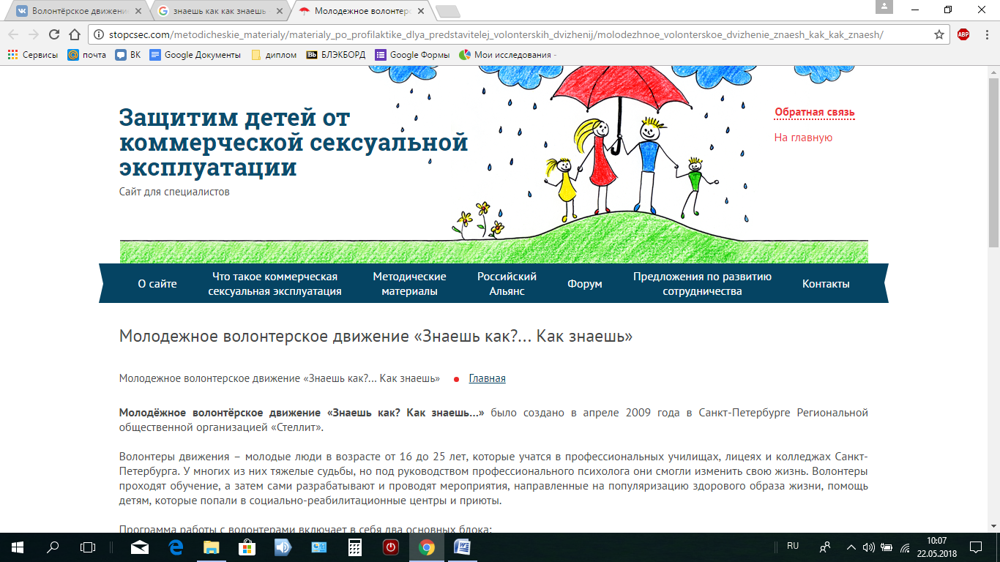 Волонтёрское движение
знаешь как как знаешь
Молодежное волонтерс
stopcsec.com/metodicheskie_materialy/materialy_po_profilaktike_dlya_predstavitelej_volonterskih_dvizhenij/molodezhnoe_volonterskoe_dvizhenie_znaesh_kak_kak_znaesh/
ABP
Сервисы почта ВК Google Документы диплом Bb БЛЭКБОРД Google Формы Мои исследования -
Защитим детей от
коммерческой сексуальной
эксплуатации
Сайт для специалистов
Обратная связь
На главную
О сайте
Что такое коммерческая
сексуальная эксплуатация
Методические
материалы
Российский
Альянс
Форум
Предложения по развитию
сотрудничества
Контакты
Молодежное волонтерское движение «Знаешь как?... Как знаешь»
Молодежное волонтерское движение «Знаешь как?... Как знаешь» • Главная
Молодёжное волонтёрское движение «Знаешь как? Как знаешь...» было создано в апреле 2009 года в Санкт-Петербурге Региональной
общественной организацией «Стеллит».
Волонтеры движения – молодые люди в возрасте от 16 до 25 лет, которые учатся в профессиональных училищах, лицеях и колледжах Санкт-
Петербурга. У многих из них тяжелые судьбы, но под руководством профессионального психолога они смогли изменить свою жизнь. Волонтеры
проходят обучение, а затем сами разрабатывают и проводят мероприятия, направленные на популяризацию здорового образа жизни, помощь
детям, которые попали в социально-реабилитационные центры и приюты.
Программа работы с волонтерами включает в себя два основных блока:
RU
10:07
22.05.2018